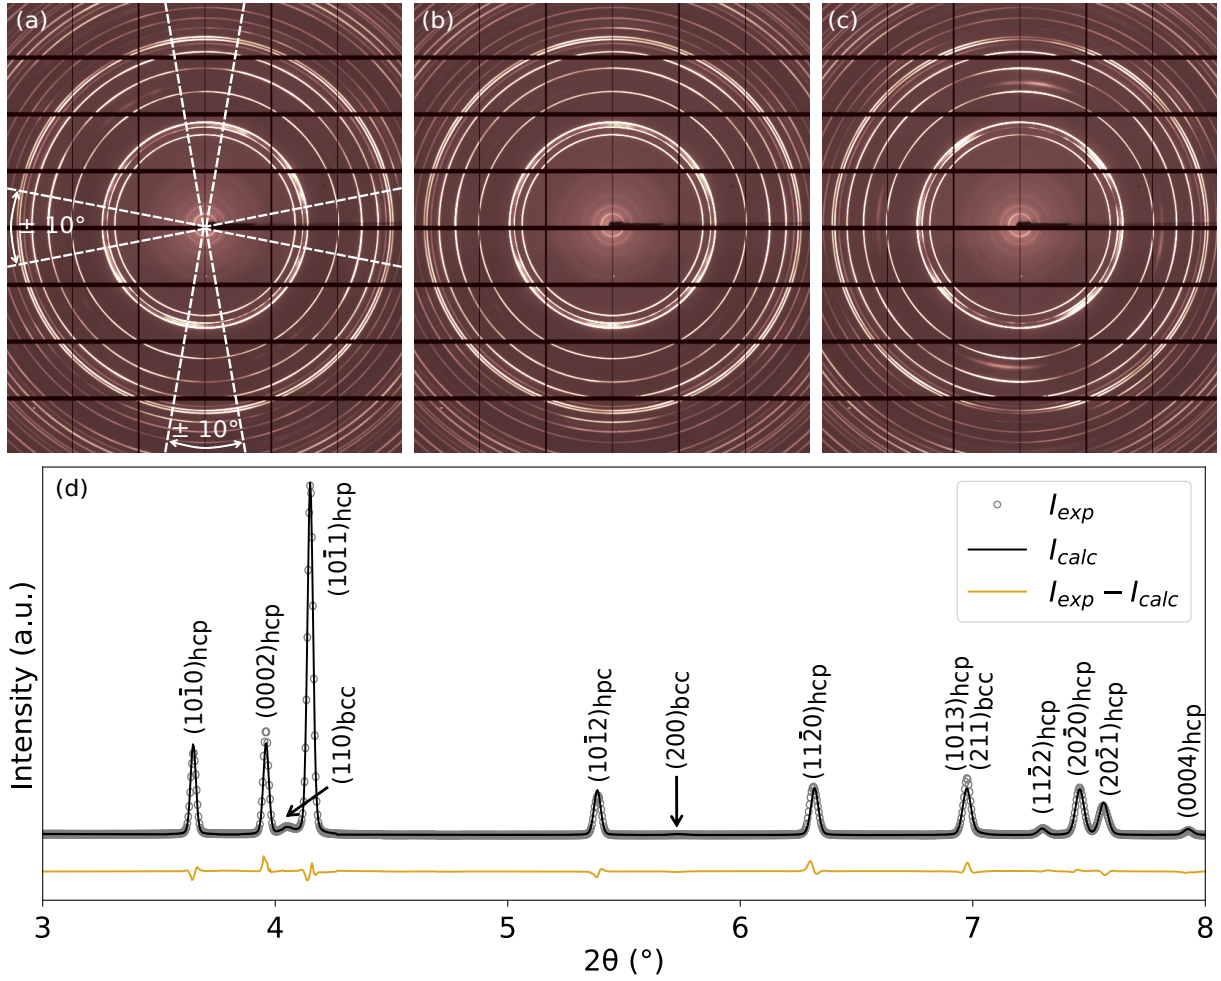 (a)
(b)
(c)
± 10°
± 10°
(d)
Intensity (a.u.)
(101̄0)hcp
(0002)hcp
(110)bcc
(101̄1)hcp
(101̄2)hpc
(200)bcc
(112̄0)hcp
(1013)hcp
(211)bcc
(112̄2)hcp
(202̄0)hcp
(202̄1)hcp
(0004)hcp
I_exp
I_calc
I_exp − I_calc
3 4 5 6 7 8
2θ (°)